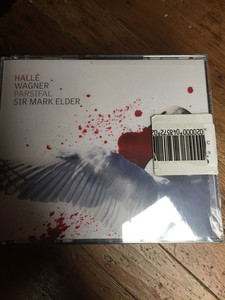 HALLÉ
WAGNER
PARSIFAL
SIR MARK ELDER